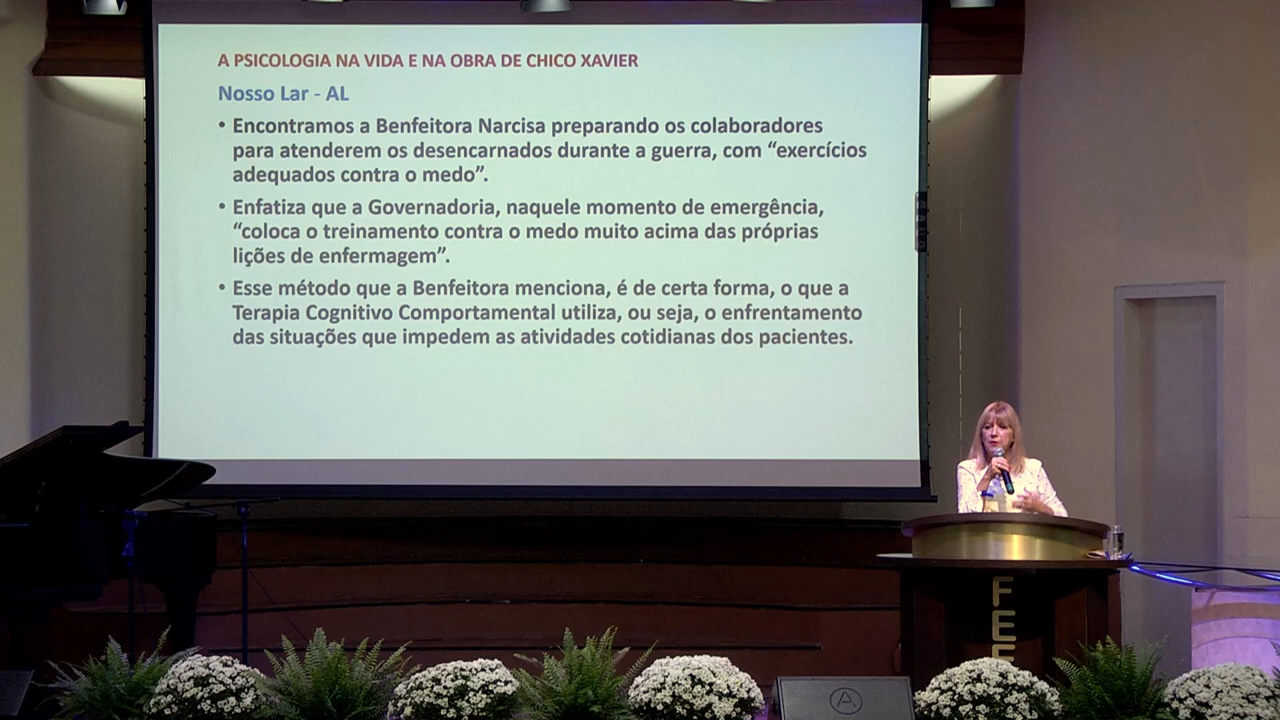 A PSICOLOGIA NA VIDA E NA OBRA DE CHICO XAVIER
Nosso Lar - AL
• Encontramos a Benfeitora Narcisa preparando os colaboradores
para atenderem os desencarnados durante a guerra, com “exercícios
adequados contra o medo”.
• Enfatiza que a Governadoria, naquele momento de emergência,
“coloca o treinamento contra o medo muito acima das próprias
lições de enfermagem”.
• Esse método que a Benfeitora menciona, é de certa forma, o que a
Terapia Cognitivo Comportamental utiliza, ou seja, o enfrentamento
das situações que impedem as atividades cotidianas dos pacientes.
FEE
A